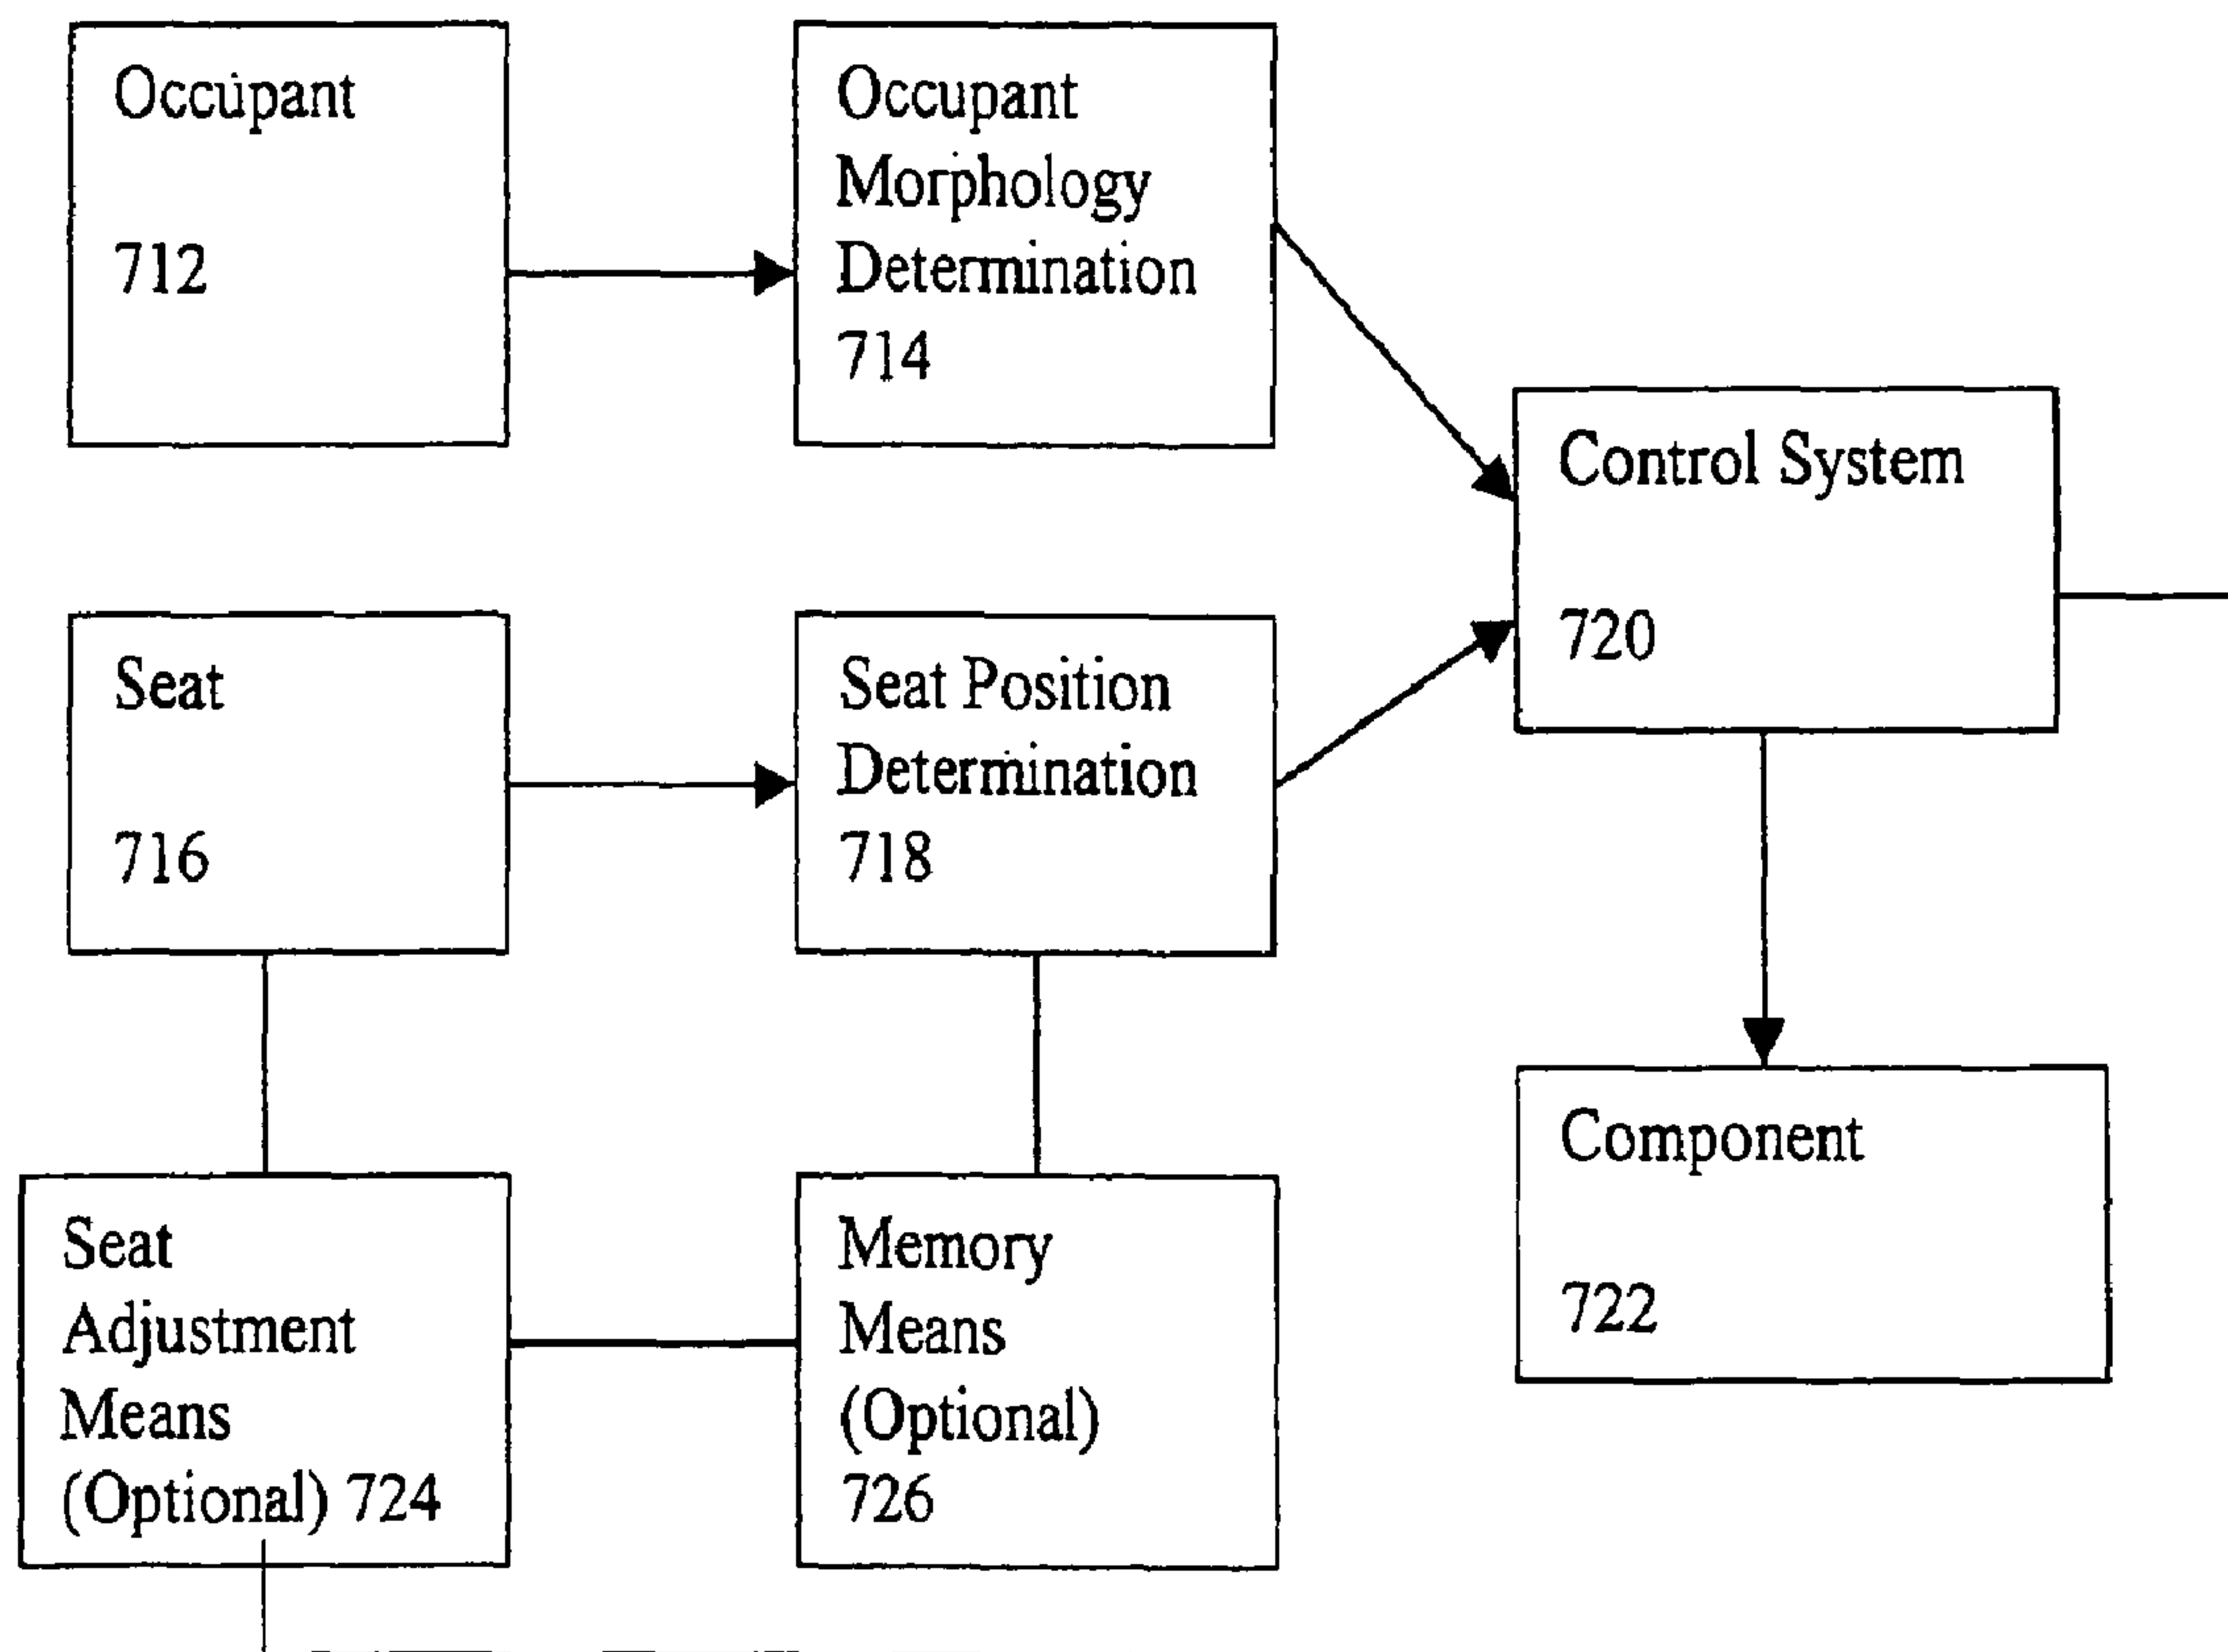 Occupant
712
Occupant
Morphology
Determination
714
Control System
720
Seat
716
Seat Position
Determination
718
Component
722
Seat
Adjustment
Means
(Optional) 724
Memory
Means
(Optional)
726